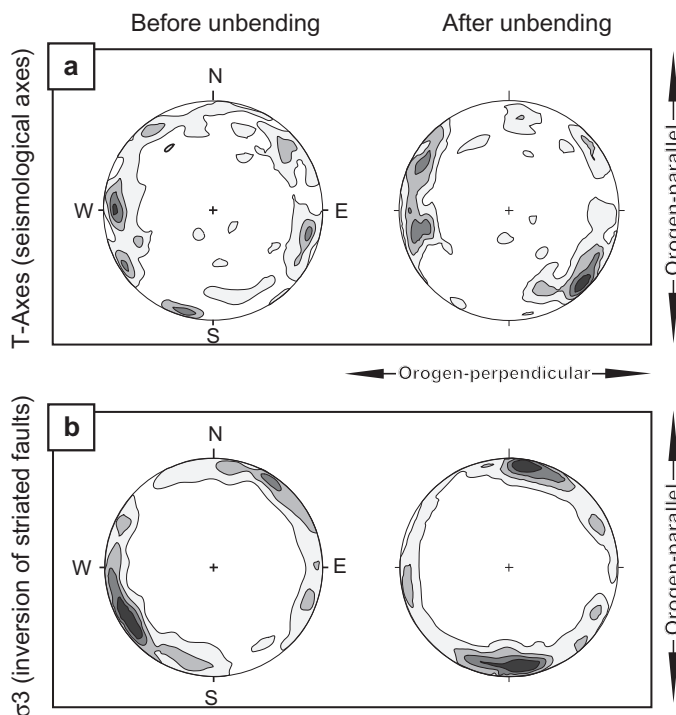 Before unbending
After unbending
a
T-Axes (seismological axes)
N
W
E
S
Orogen-parallel
Orogen-perpendicular
b
σ3 (inversion of striated faults)
N
W
E
S
Orogen-parallel